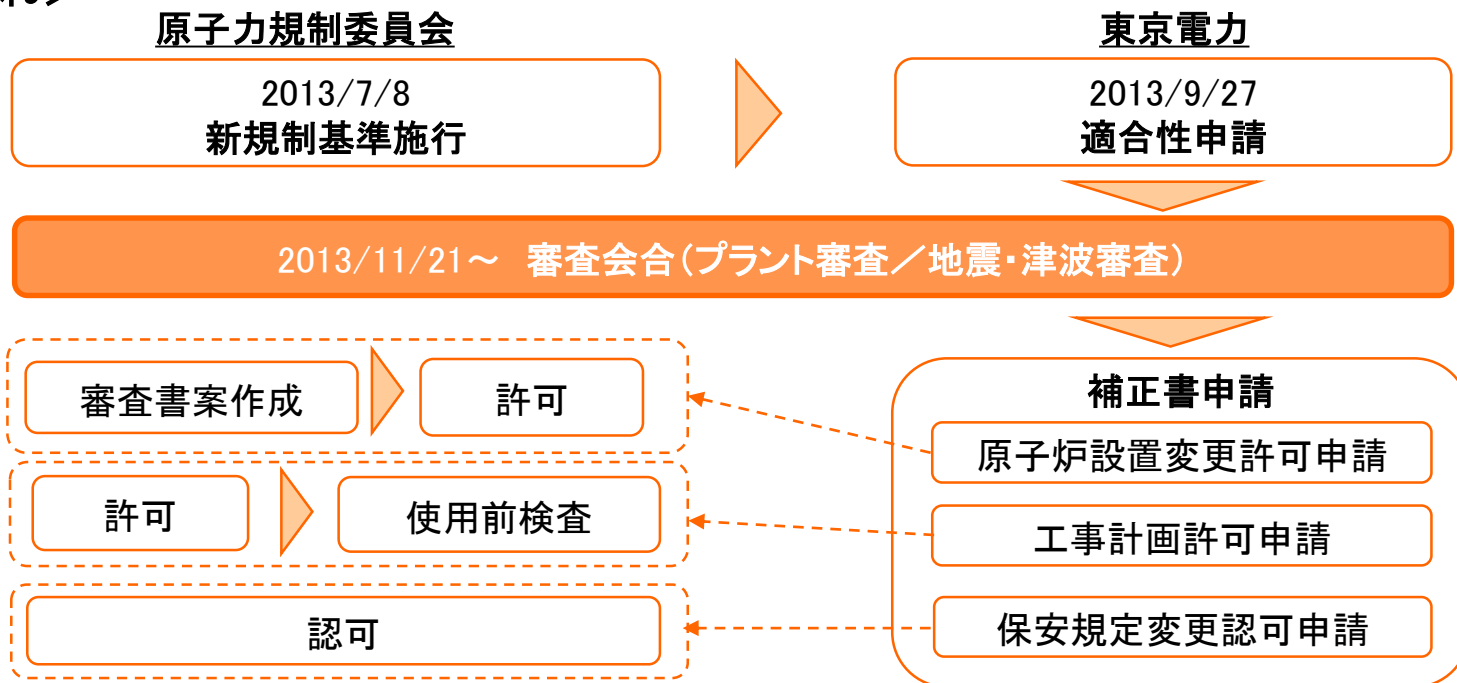 原子力規制委員会
東京電力
2013/7/8
新規制基準施行
2013/9/27
適合性申請
2013/11/21～ 審査会合(プラント審査／地震・津波審査)
審査書案作成
許可
補正書申請
原子炉設置変更許可申請
許可
使用前検査
工事計画許可申請
認可
保安規定変更認可申請